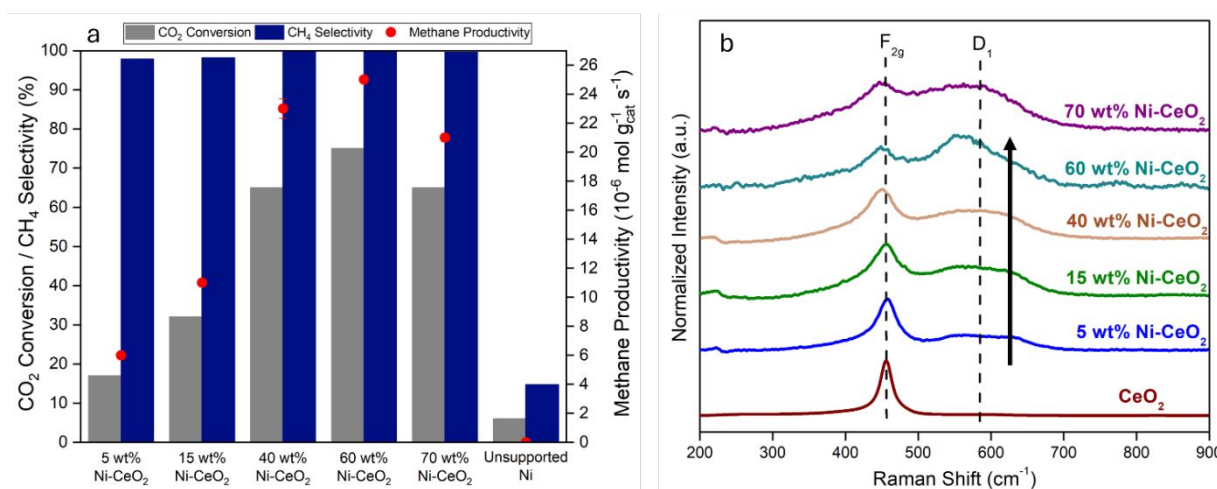 a
CO₂ Conversion CH₄ Selectivity Methane Productivity
CO₂ Conversion / CH₄ Selectivity (%)
100
90
80
70
60
50
40
30
20
10
0
26
24
22
20
18
16
14
12
10
8
6
4
2
0
Methane Productivity (10⁻⁶ mol g⁻¹cat s⁻¹)
5 wt% Ni-CeO₂
15 wt% Ni-CeO₂
40 wt% Ni-CeO₂
60 wt% Ni-CeO₂
70 wt% Ni-CeO₂
Unsupported Ni
b
F₂g
D₁
Normalized Intensity (a.u.)
70 wt% Ni-CeO₂
60 wt% Ni-CeO₂
40 wt% Ni-CeO₂
15 wt% Ni-CeO₂
5 wt% Ni-CeO₂
CeO₂
200 300 400 500 600 700 800 900
Raman Shift (cm⁻¹)